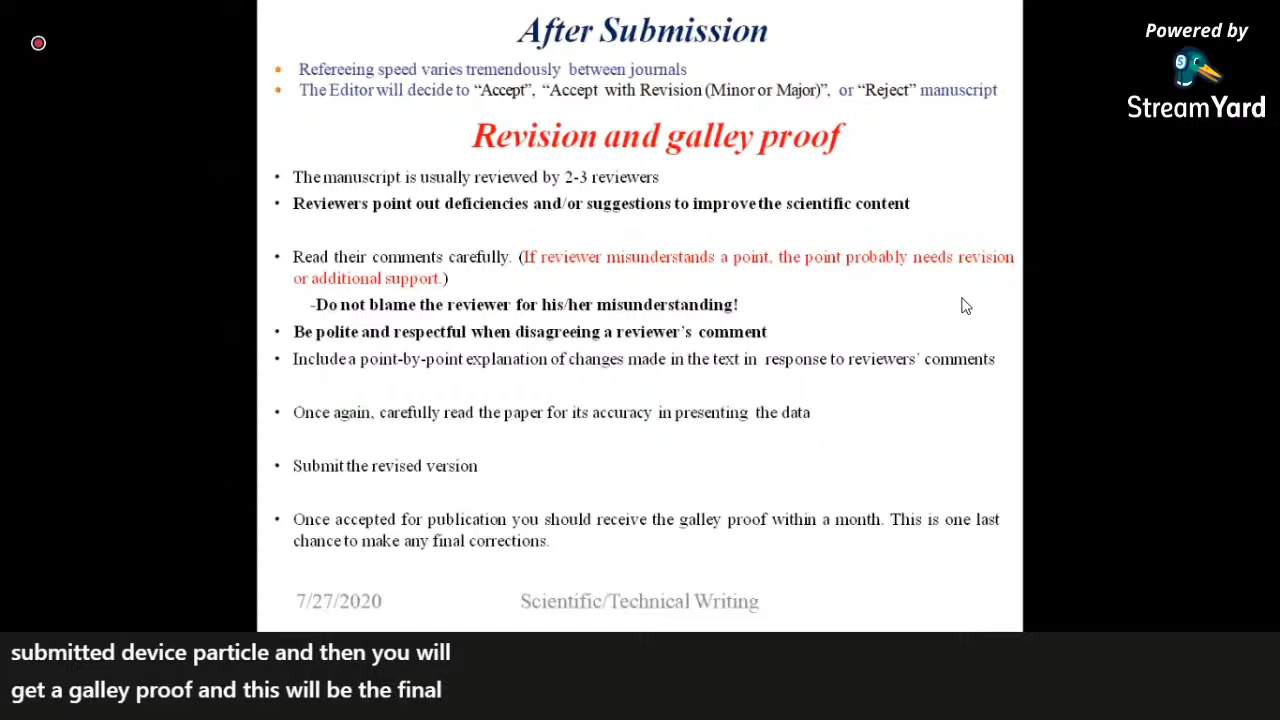 After Submission
Powered by
StreamYard
• Refereeing speed varies tremendously between journals
• The Editor will decide to “Accept”, “Accept with Revision (Minor or Major)”, or “Reject” manuscript
Revision and galley proof
• The manuscript is usually reviewed by 2-3 reviewers
• Reviewers point out deficiencies and/or suggestions to improve the scientific content
• Read their comments carefully. (If reviewer misunderstands a point, the point probably needs revision
or additional support.)
-Do not blame the reviewer for his/her misunderstanding!
• Be polite and respectful when disagreeing a reviewer’s comment
• Include a point-by-point explanation of changes made in the text in response to reviewers’ comments
• Once again, carefully read the paper for its accuracy in presenting the data
• Submit the revised version
• Once accepted for publication you should receive the galley proof within a month. This is one last
chance to make any final corrections.
7/27/2020
Scientific/Technical Writing
submitted device particle and then you will
get a galley proof and this will be the final